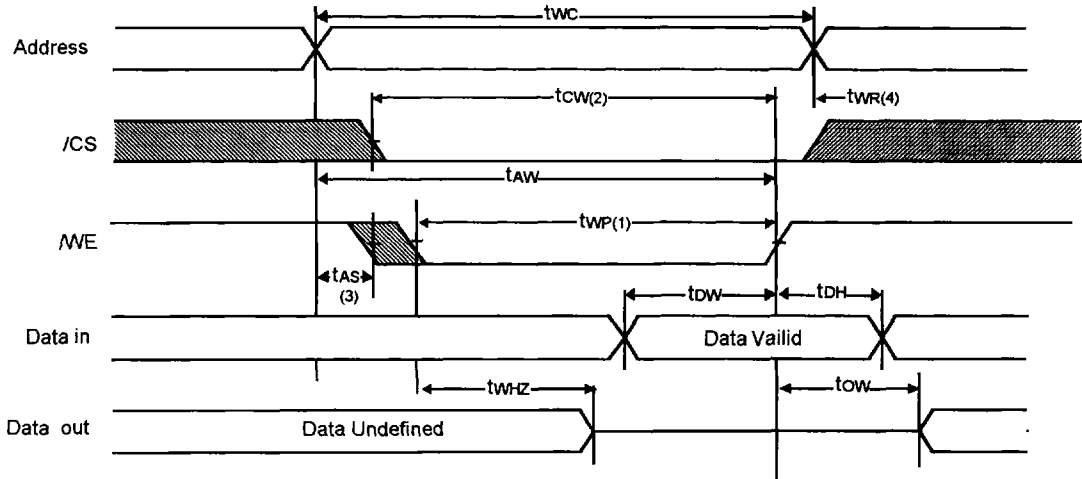 tWC
Address
tCW(2)
tWR(4)
/CS
tAW
tWP(1)
/WE
tAS
(3)
tDW
tDH
Data in
Data Vailid
tWHZ
tOW
Data out
Data Undefined